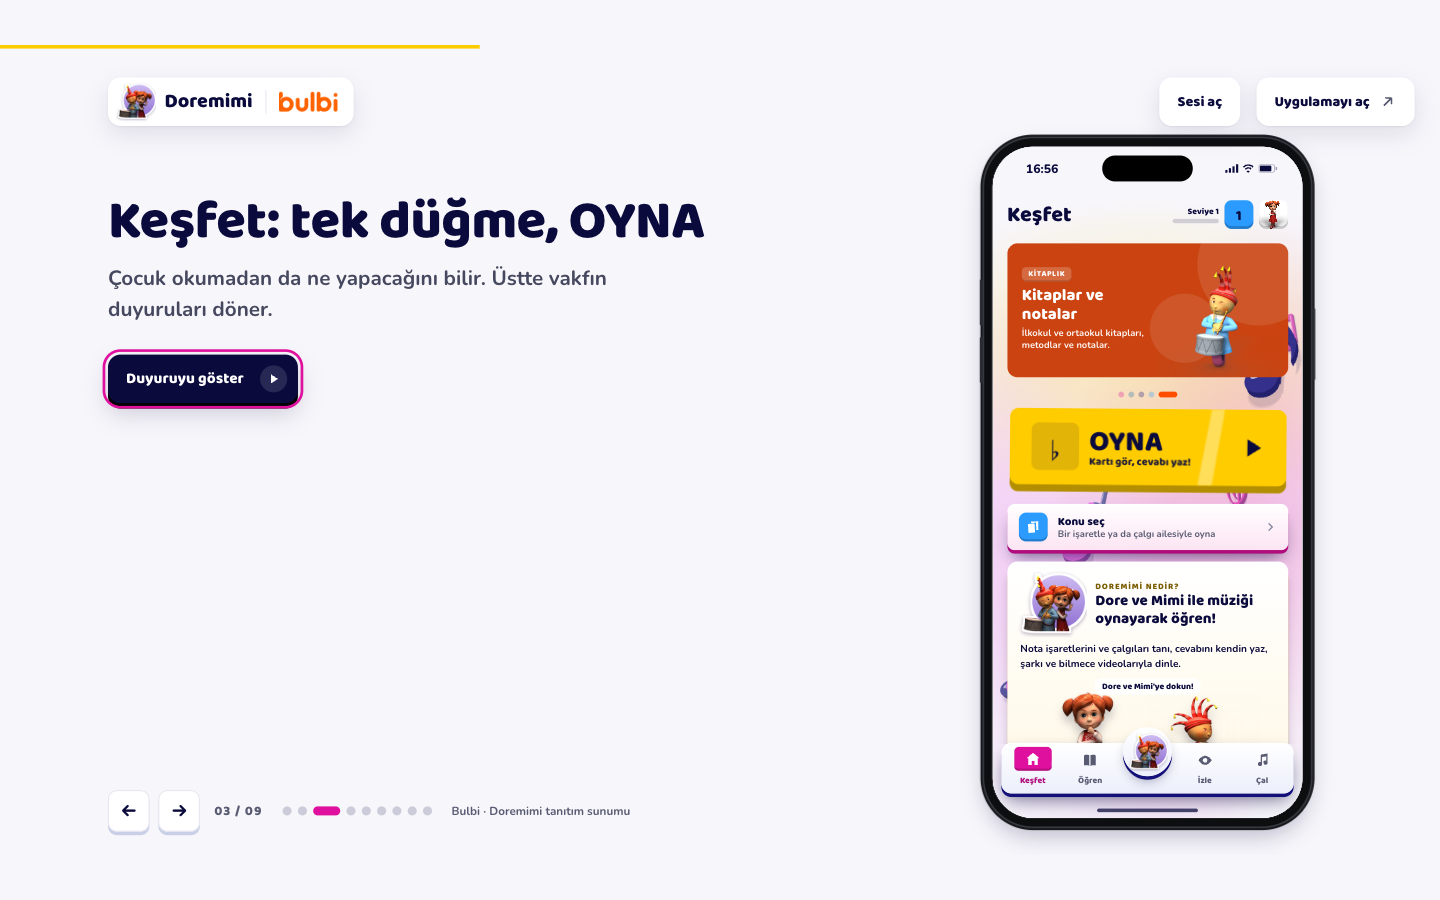 Doremimi
bulbi
Sesi aç
Uygulamayı aç
Keşfet: tek düğme, OYNA
Çocuk okumadan da ne yapacağını bilir. Üstte vakfın
duyuruları döner.
Duyuruyu göster
03 / 09
Bulbi · Doremimi tanıtım sunumu
16:56
Keşfet
Seviye 1
1
KİTAPLIK
Kitaplar ve
notalar
İlkokul ve ortaokul kitapları,
metodlar ve notalar.
OYNA
Kartı gör, cevabı yaz!
Konu seç
Bir işaretle ya da çalgı ailesiyle oyna
DOREMİMİ NEDİR?
Dore ve Mimi ile müziği
oynayarak öğren!
Nota işaretlerini ve çalgıları tanı, cevabını kendin yaz,
şarkı ve bilmece videolarıyla dinle.
Dore ve Mimi'ye dokun!
Keşfet
Öğren
İzle
Çal